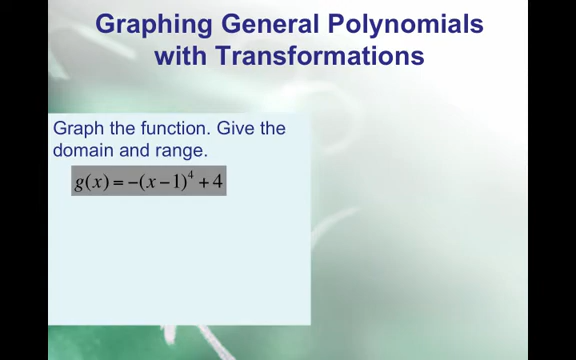 Graphing General Polynomials
with Transformations
Graph the function. Give the
domain and range.
g(x) = −(x − 1)⁴ + 4